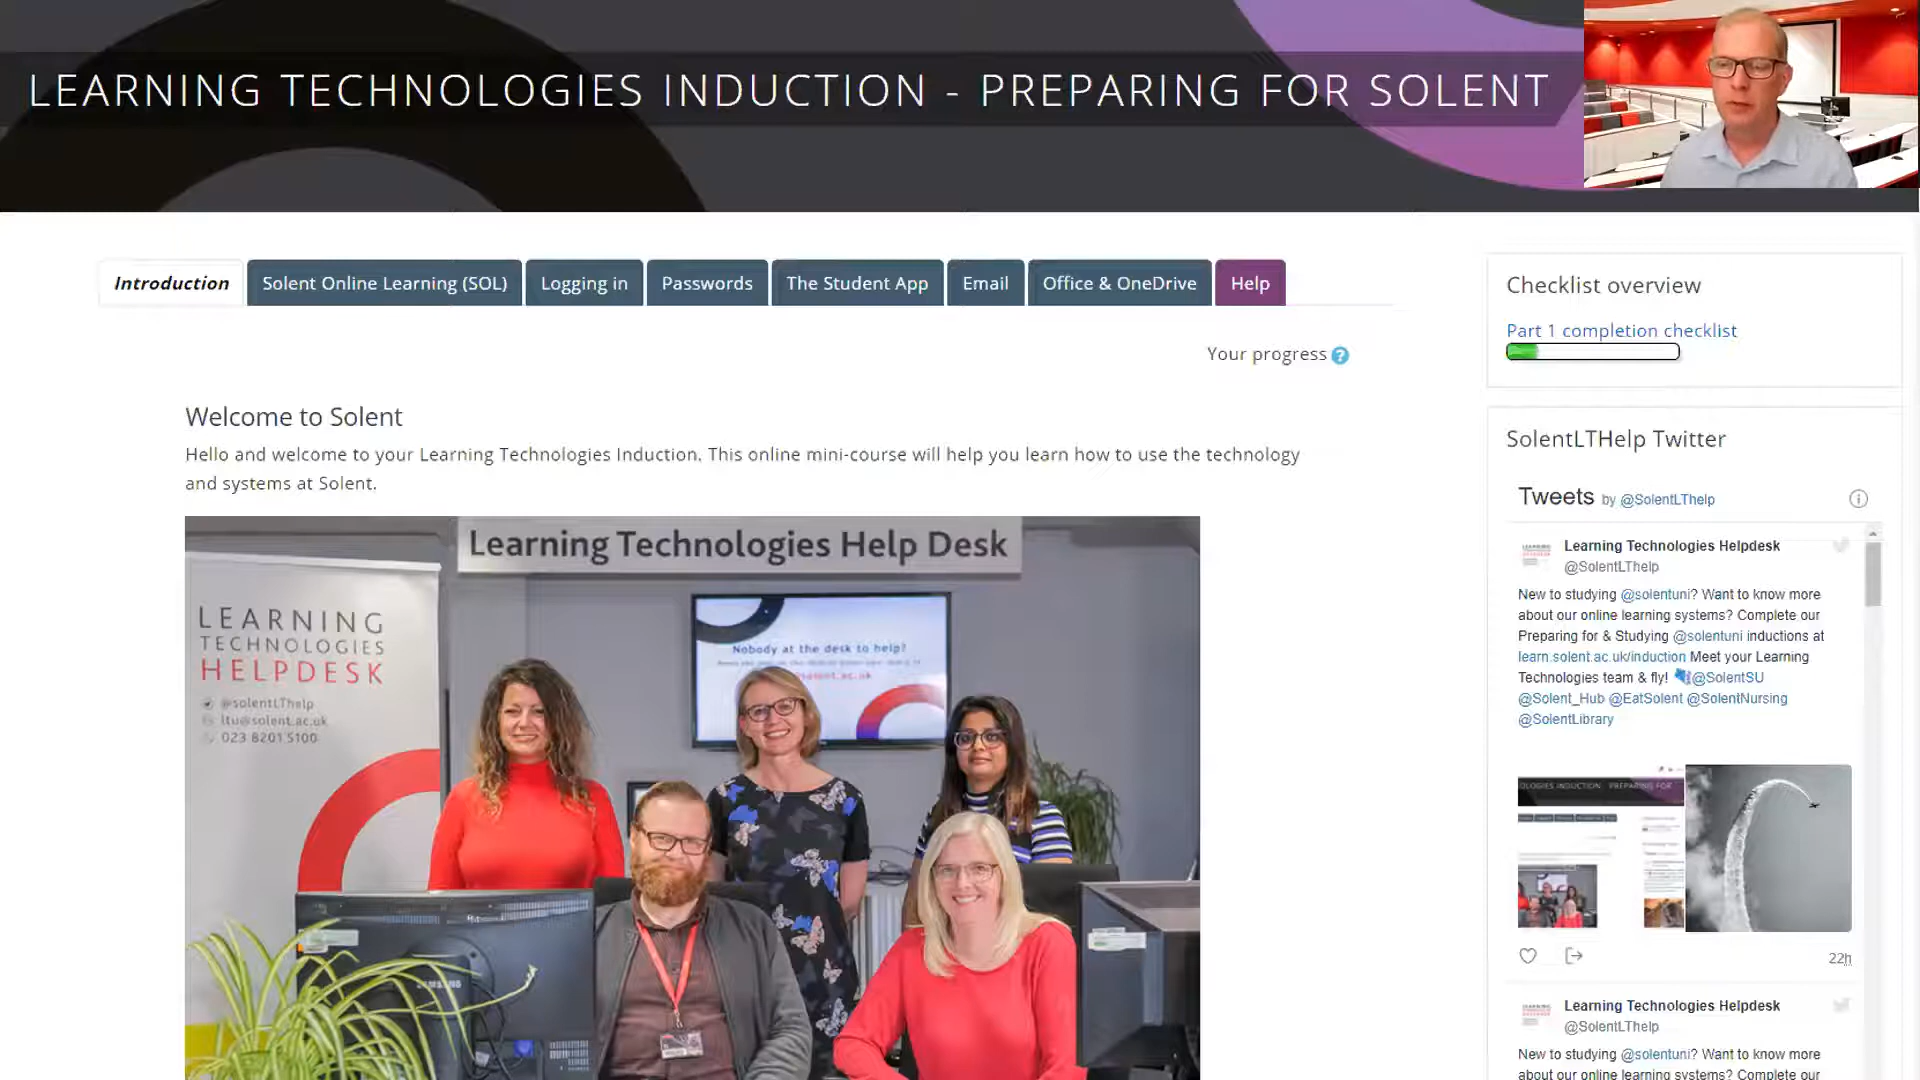 LEARNING TECHNOLOGIES INDUCTION - PREPARING FOR SOLENT
Introduction
Solent Online Learning (SOL)
Logging in
Passwords
The Student App
Email
Office & OneDrive
Help
Your progress
Welcome to Solent
Hello and welcome to your Learning Technologies Induction. This online mini-course will help you learn how to use the technology
and systems at Solent.
Learning Technologies Help Desk
LEARNING
TECHNOLOGIES
HELPDESK
@solentLThelp
ltu@solent.ac.uk
023 8201 5100
Nobody at the desk to help?
SAMSUNG
Checklist overview
Part 1 completion checklist
SolentLTHelp Twitter
Tweets by @SolentLThelp
Learning Technologies Helpdesk
@SolentLThelp
New to studying @solentuni? Want to know more
about our online learning systems? Complete our
Preparing for & Studying @solentuni inductions at
learn.solent.ac.uk/induction Meet your Learning
Technologies team & fly! @SolentSU
@Solent_Hub @EatSolent @SolentNursing
@SolentLibrary
22h
Learning Technologies Helpdesk
@SolentLThelp
New to studying @solentuni? Want to know more
about our online learning systems? Complete our